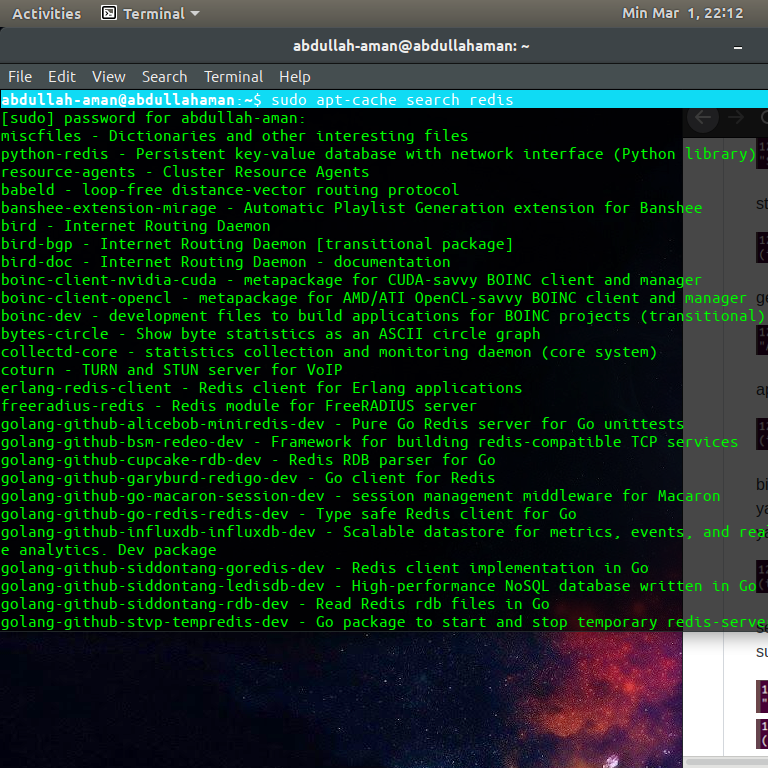 Activities
Terminal
Min Mar 1, 22:12
abdullah-aman@abdullahaman: ~
File Edit View Search Terminal Help
abdullah-aman@abdullahaman:~$ sudo apt-cache search redis
[sudo] password for abdullah-aman:
miscfiles - Dictionaries and other interesting files
python-redis - Persistent key-value database with network interface (Python library)
resource-agents - Cluster Resource Agents
babeld - loop-free distance-vector routing protocol
banshee-extension-mirage - Automatic Playlist Generation extension for Banshee
bird - Internet Routing Daemon
bird-bgp - Internet Routing Daemon [transitional package]
bird-doc - Internet Routing Daemon - documentation
boinc-client-nvidia-cuda - metapackage for CUDA-savvy BOINC client and manager
boinc-client-opencl - metapackage for AMD/ATI OpenCL-savvy BOINC client and manager
boinc-dev - development files to build applications for BOINC projects (transitional)
bytes-circle - Show byte statistics as an ASCII circle graph
collectd-core - statistics collection and monitoring daemon (core system)
coturn - TURN and STUN server for VoIP
erlang-redis-client - Redis client for Erlang applications
freeradius-redis - Redis module for FreeRADIUS server
golang-github-alicebob-miniredis-dev - Pure Go Redis server for Go unittests
golang-github-bsm-redeo-dev - Framework for building redis-compatible TCP services
golang-github-cupcake-rdb-dev - Redis RDB parser for Go
golang-github-garyburd-redigo-dev - Go client for Redis
golang-github-go-macaron-session-dev - session management middleware for Macaron
golang-github-go-redis-redis-dev - Type safe Redis client for Go
golang-github-influxdb-influxdb-dev - Scalable datastore for metrics, events, and rea
e analytics. Dev package
golang-github-siddontang-goredis-dev - Redis client implementation in Go
golang-github-siddontang-ledisdb-dev - High-performance NoSQL database written in Go
golang-github-siddontang-rdb-dev - Read Redis rdb files in Go
golang-github-stvp-tempredis-dev - Go package to start and stop temporary redis-serve